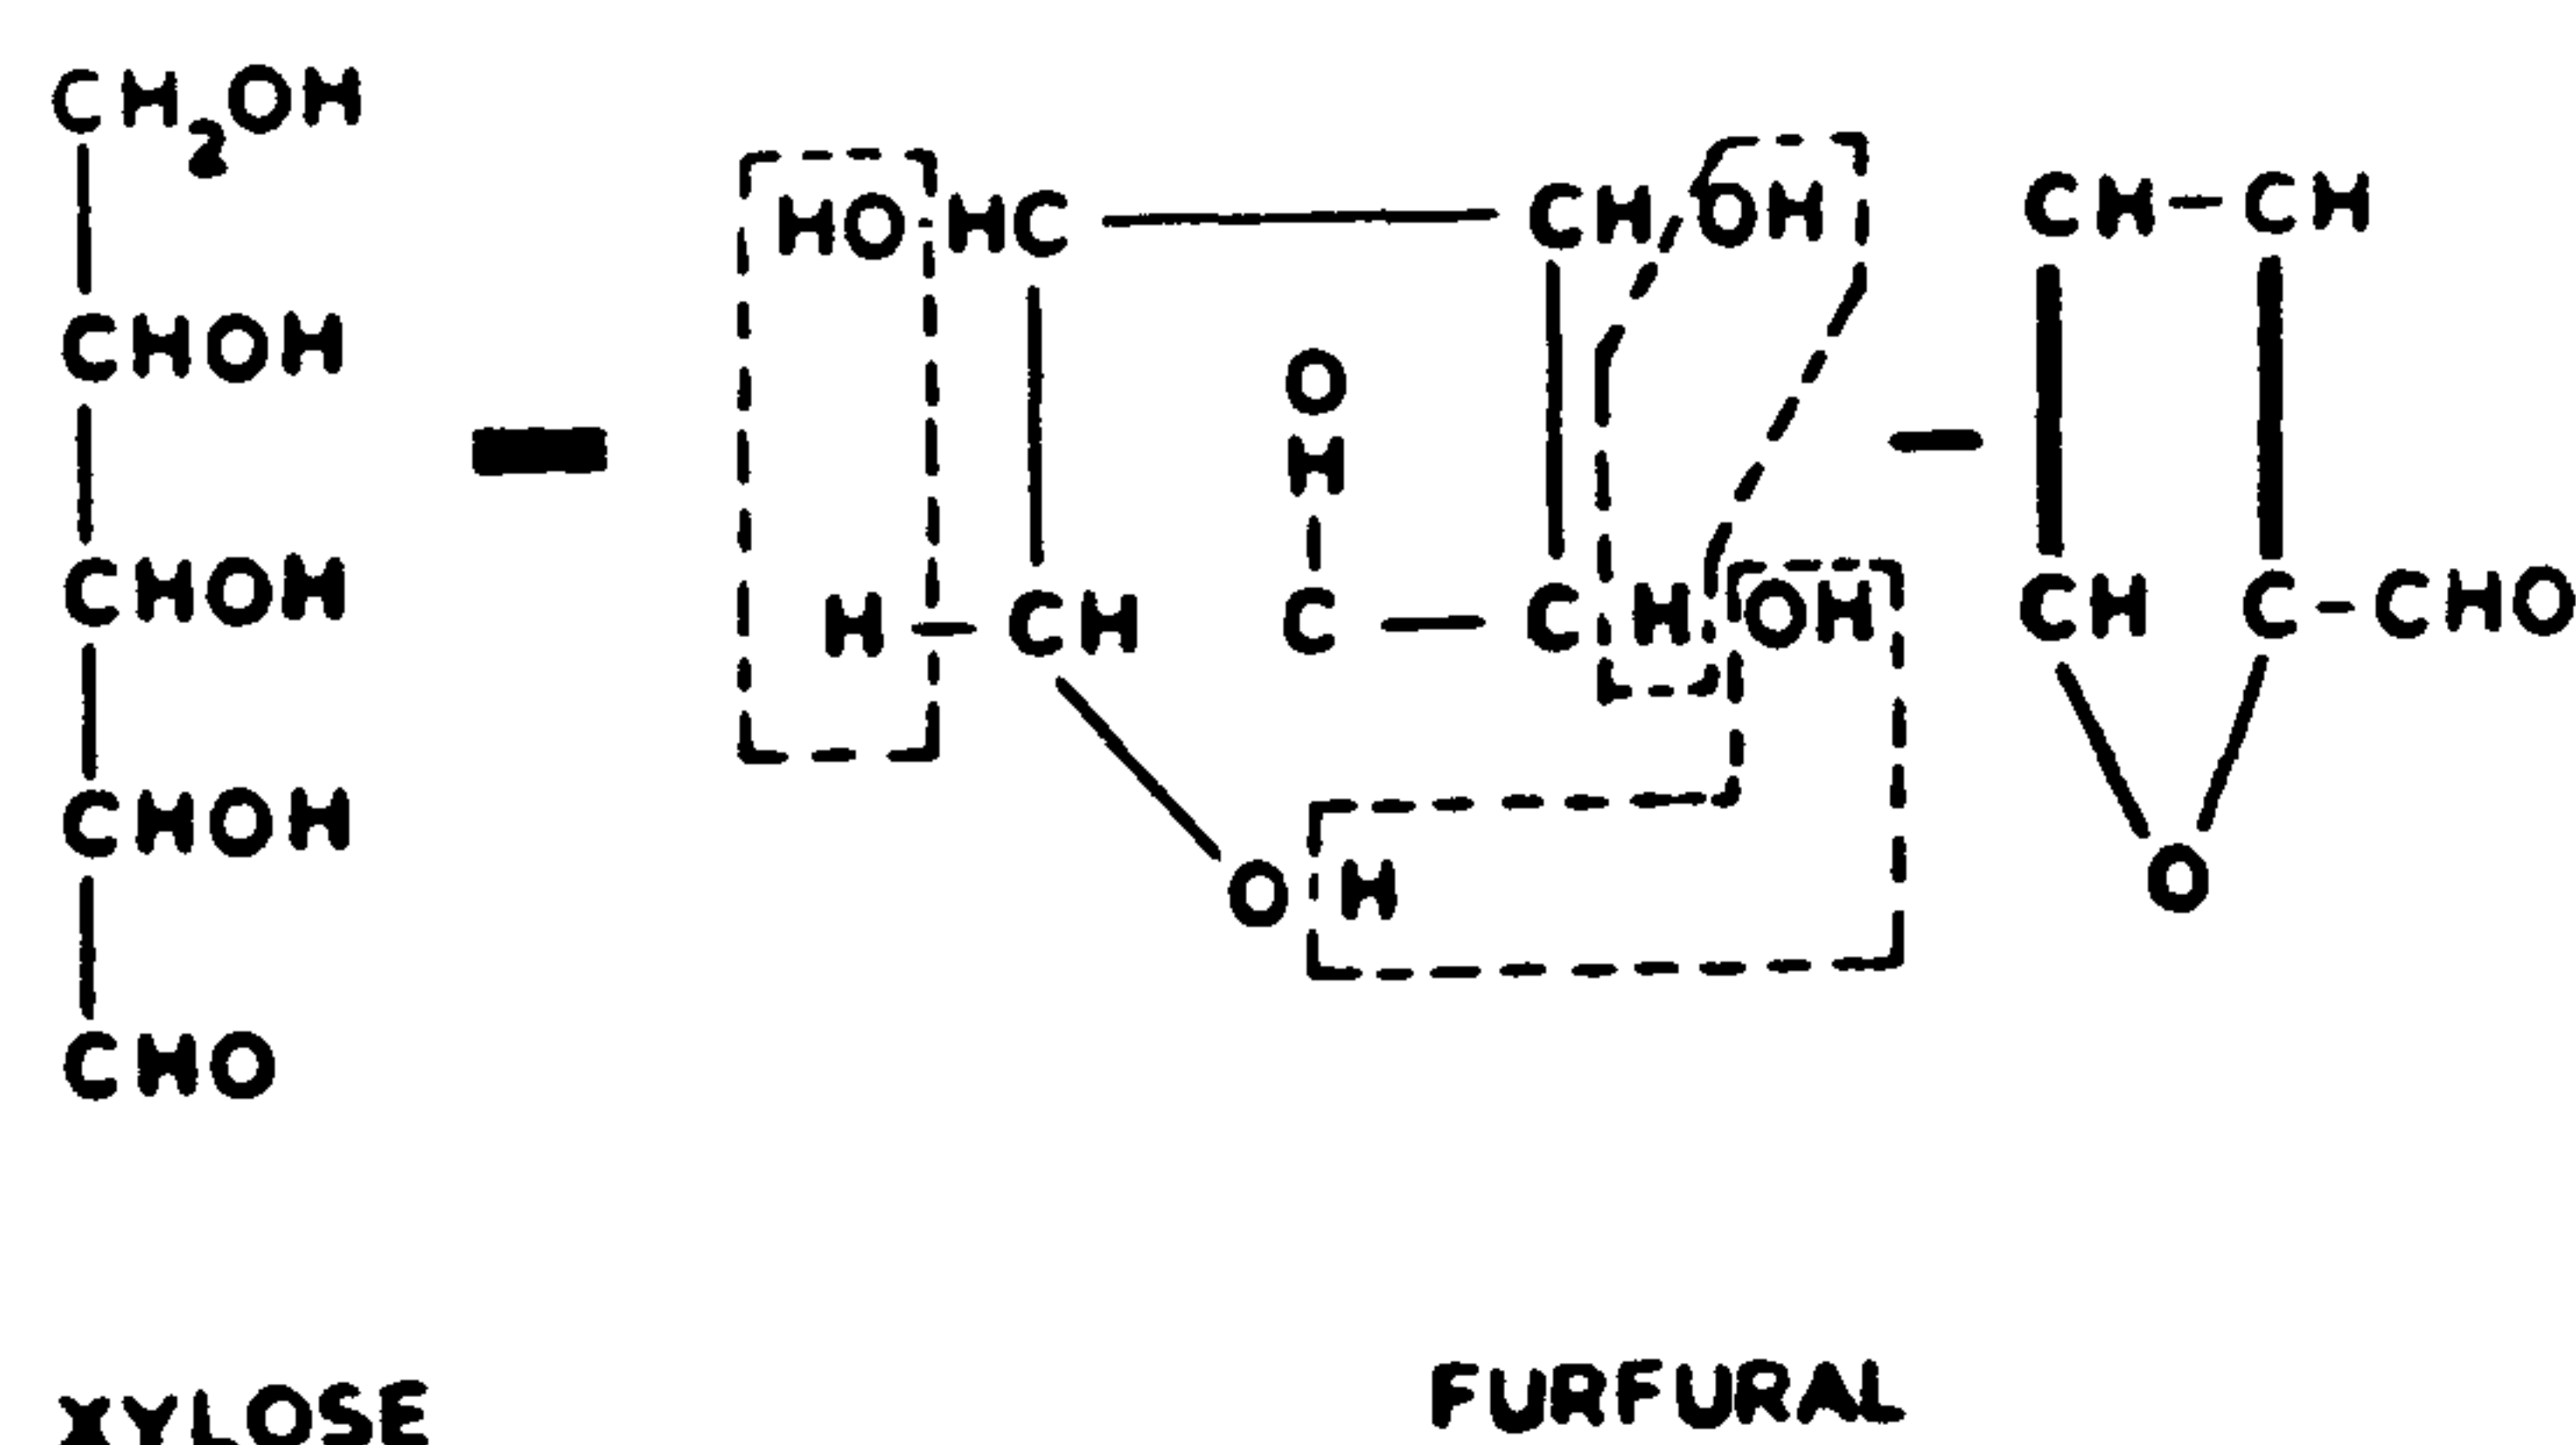 CH2OH
CHOH
CHOH
CHOH
CHO
HO HC CH OH
O
H
H CH C C H OH
O H
CH-CH
CH C-CHO
O
XYLOSE
FURFURAL